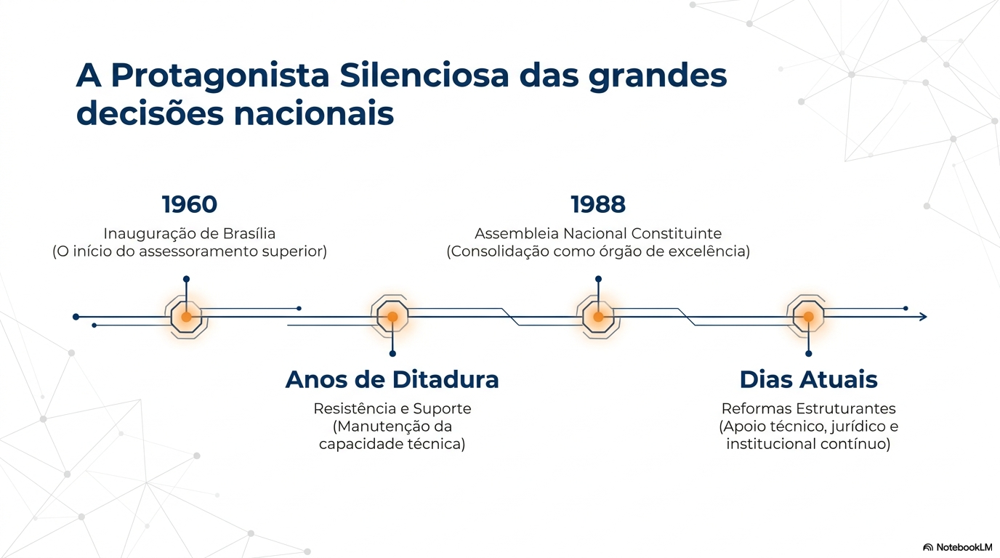 A Protagonista Silenciosa das grandes
decisões nacionais
1960
Inauguração de Brasília
(O início do assessoramento superior)
Anos de Ditadura
Resistência e Suporte
(Manutenção da
capacidade técnica)
1988
Assembleia Nacional Constituinte
(Consolidação como órgão de excelência)
Dias Atuais
Reformas Estruturantes
(Apoio técnico, jurídico e
institucional contínuo)
NotebookLM